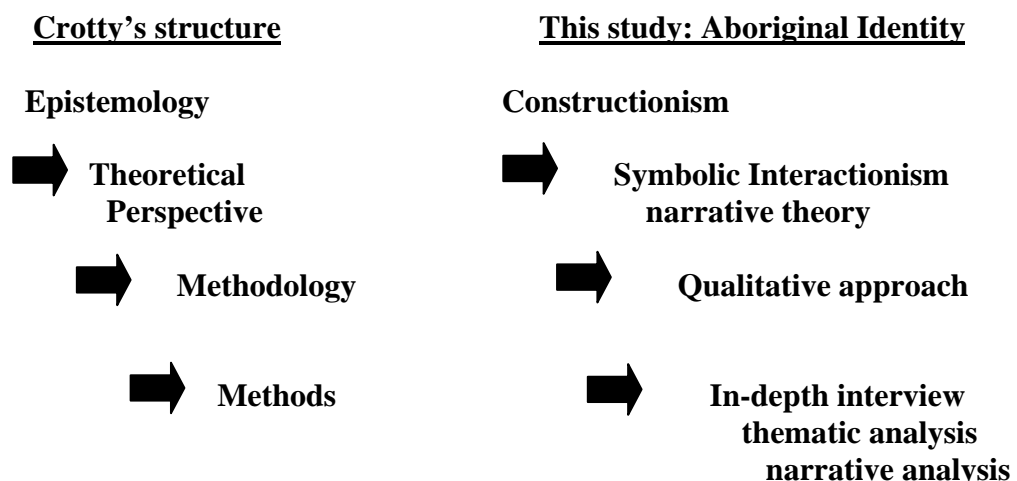 Crotty’s structure
This study: Aboriginal Identity
Epistemology
Constructionism
Theoretical
Perspective
Symbolic Interactionism
narrative theory
Methodology
Qualitative approach
Methods
In-depth interview
thematic analysis
narrative analysis